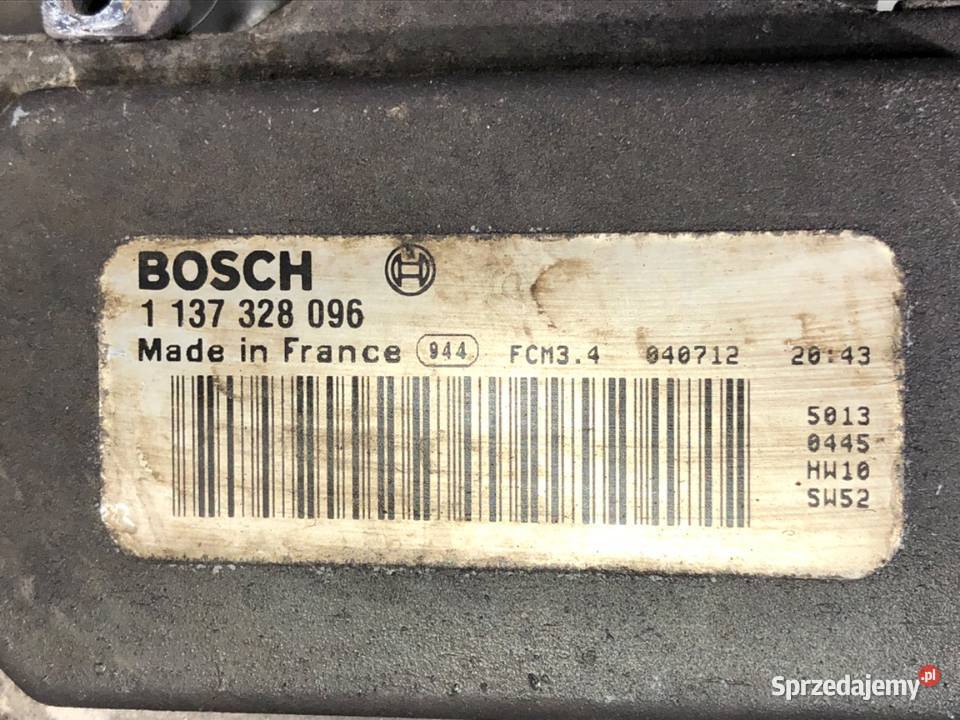 BOSCH
1 137 328 096
Made in France 944 FCM3.4 040712 20:43
5013
0445
HW10
SW52
Sprzedajemy.pl